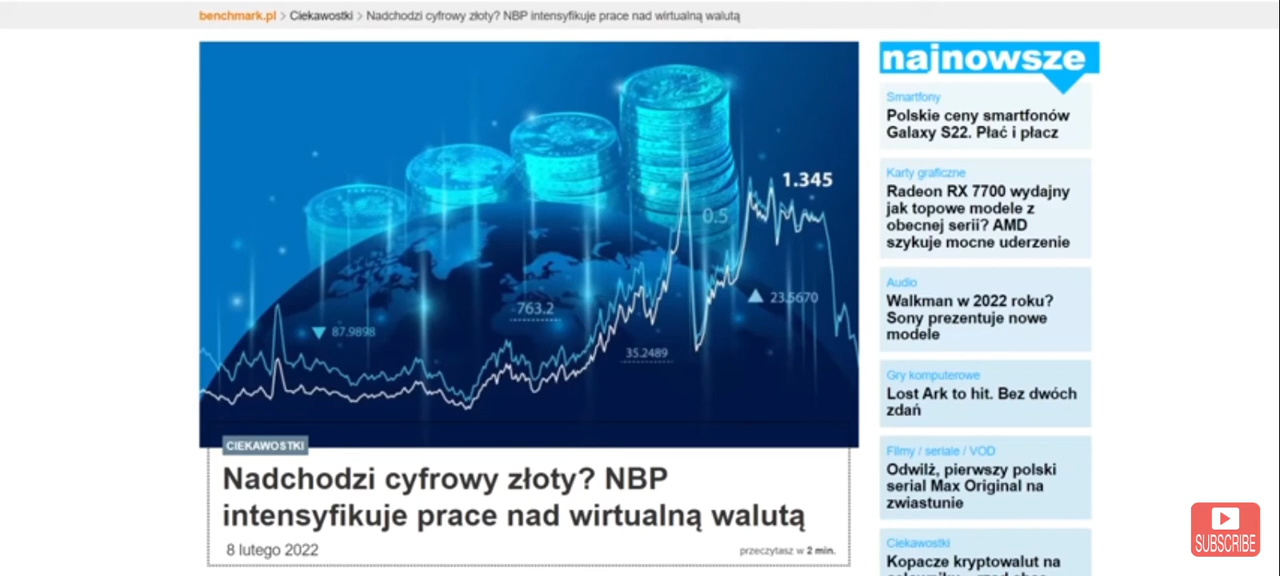 benchmark.pl > Ciekawostki > Nadchodzi cyfrowy złoty? NBP intensyfikuje prace nad wirtualną walutą
1.345
0.5
23.5670
763.2
87.9898
35.2489
CIEKAWOSTKI
Nadchodzi cyfrowy złoty? NBP
intensyfikuje prace nad wirtualną walutą
8 lutego 2022
przeczytasz w 2 min.
najnowsze
Smartfony
Polskie ceny smartfonów
Galaxy S22. Płać i płacz
Karty graficzne
Radeon RX 7700 wydajny
jak topowe modele z
obecnej serii? AMD
szykuje mocne uderzenie
Audio
Walkman w 2022 roku?
Sony prezentuje nowe
modele
Gry komputerowe
Lost Ark to hit. Bez dwóch
zdań
Filmy / seriale / VOD
Odwilż, pierwszy polski
serial Max Original na
zwiastunie
Ciekawostki
Kopacze kryptowalut na
SUBSCRIBE